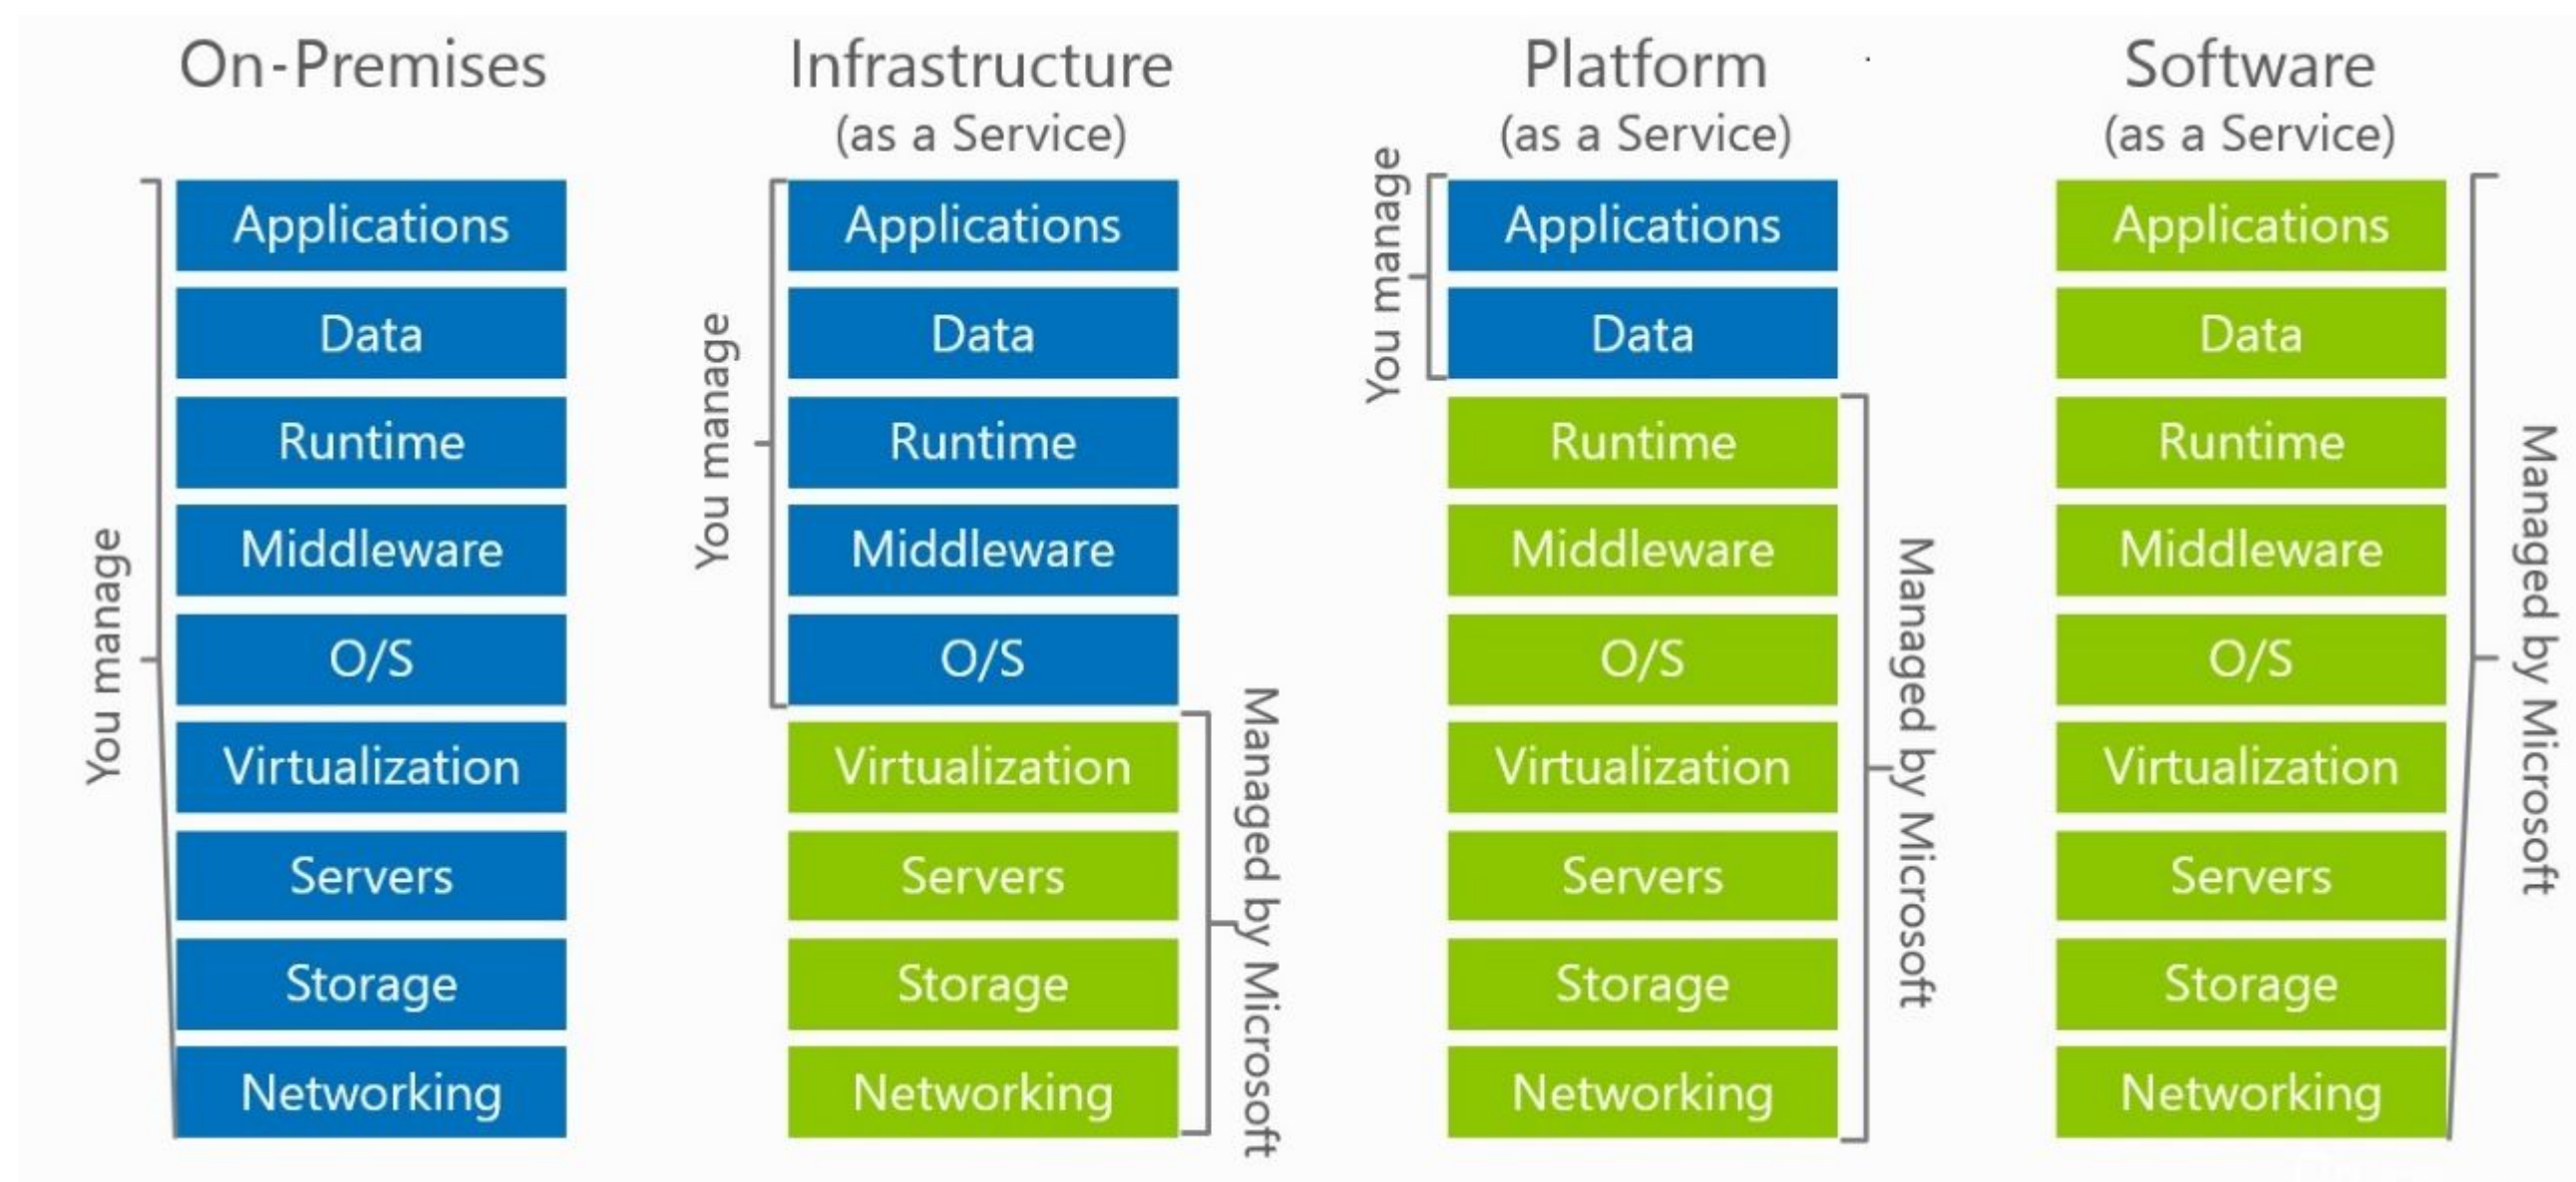 On-Premises
You manage
Applications
Data
Runtime
Middleware
O/S
Virtualization
Servers
Storage
Networking
Infrastructure
(as a Service)
You manage
Applications
Data
Runtime
Middleware
O/S
Virtualization
Servers
Storage
Networking
Managed by Microsoft
Platform
(as a Service)
You manage
Applications
Data
Runtime
Middleware
O/S
Virtualization
Servers
Storage
Networking
Managed by Microsoft
Software
(as a Service)
Applications
Data
Runtime
Middleware
O/S
Virtualization
Servers
Storage
Networking
Managed by Microsoft